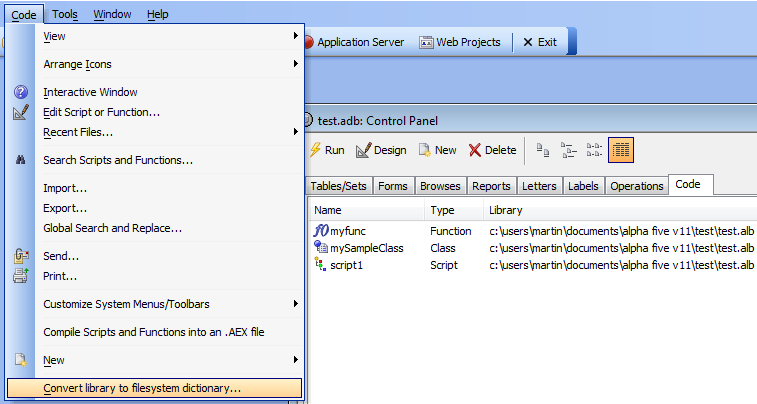 Code Tools Window Help
View
Arrange Icons
Interactive Window
Edit Script or Function...
Recent Files...
Search Scripts and Functions...
Import...
Export...
Global Search and Replace...
Send...
Print...
Customize System Menus/Toolbars
Compile Scripts and Functions into an .AEX file
New
Convert library to filesystem dictionary...
Application Server Web Projects Exit
test.adb: Control Panel
Run Design New Delete
Tables/Sets Forms Browses Reports Letters Labels Operations Code
Name Type Library
myfunc Function c:\users\martin\documents\alpha five v11\test\test.alb
mySampleClass Class c:\users\martin\documents\alpha five v11\test\test.alb
script1 Script c:\users\martin\documents\alpha five v11\test\test.alb